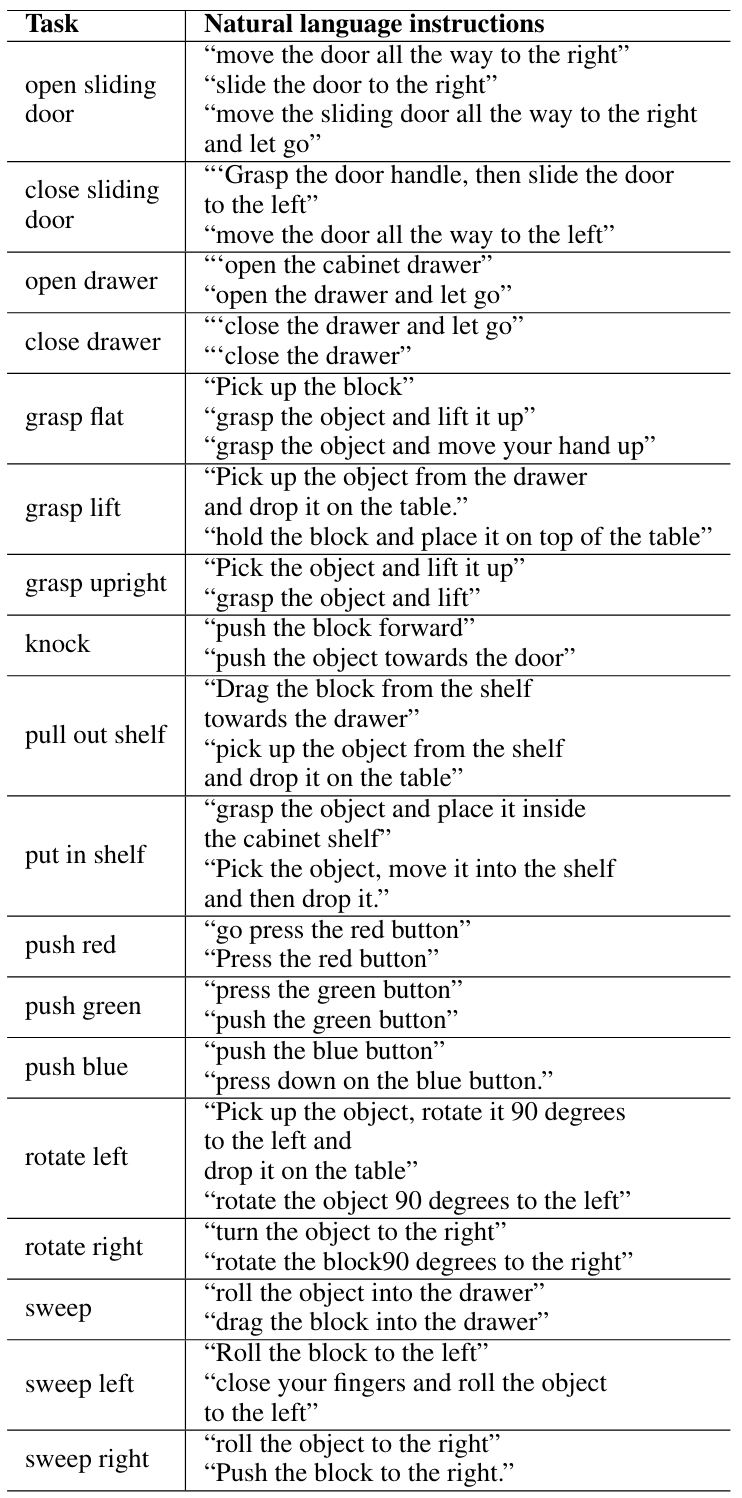 Task Natural language instructions
open sliding door
“move the door all the way to the right”
“slide the door to the right”
“move the sliding door all the way to the right
and let go”
close sliding door
“‘Grasp the door handle, then slide the door
to the left”
“move the door all the way to the left”
open drawer
“‘open the cabinet drawer”
“open the drawer and let go”
close drawer
“‘close the drawer and let go”
“‘close the drawer”
grasp flat
“Pick up the block”
“grasp the object and lift it up”
“grasp the object and move your hand up”
grasp lift
“Pick up the object from the drawer
and drop it on the table.”
“hold the block and place it on top of the table”
grasp upright
“Pick the object and lift it up”
“grasp the object and lift”
knock
“push the block forward”
“push the object towards the door”
pull out shelf
“Drag the block from the shelf
towards the drawer”
“pick up the object from the shelf
and drop it on the table”
put in shelf
“grasp the object and place it inside
the cabinet shelf”
“Pick the object, move it into the shelf
and then drop it.”
push red
“go press the red button”
“Press the red button”
push green
“press the green button”
“push the green button”
push blue
“push the blue button”
“press down on the blue button.”
rotate left
“Pick up the object, rotate it 90 degrees
to the left and
drop it on the table”
“rotate the object 90 degrees to the left”
rotate right
“turn the object to the right”
“rotate the block90 degrees to the right”
sweep
“roll the object into the drawer”
“drag the block into the drawer”
sweep left
“Roll the block to the left”
“close your fingers and roll the object
to the left”
sweep right
“roll the object to the right”
“Push the block to the right.”